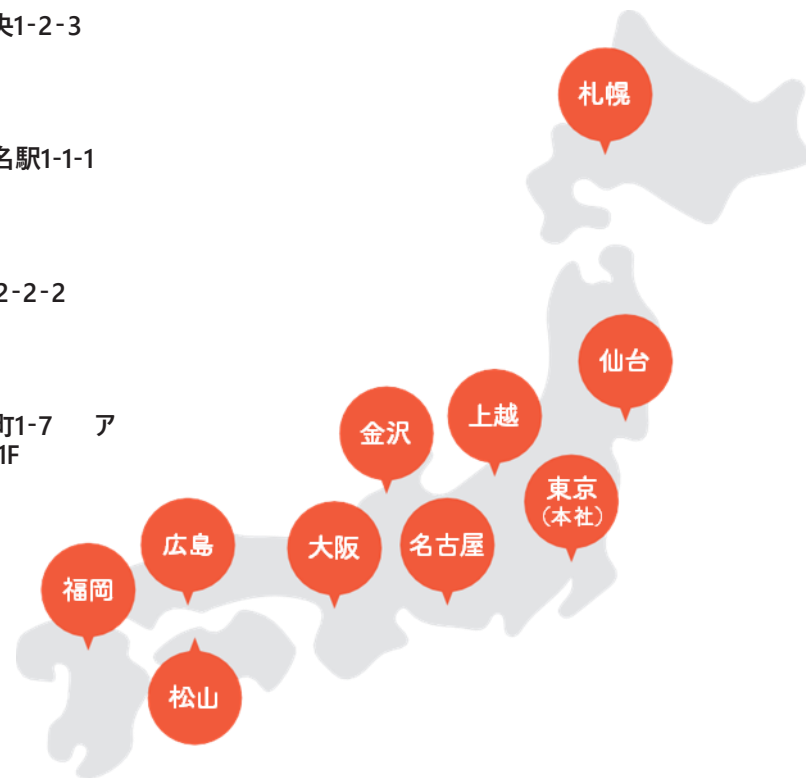 央1-2-3
名駅1-1-1
2-2-2
町1-7 ア
1F
札幌
仙台
上越
金沢
東京
（本社）
名古屋
大阪
広島
福岡
松山